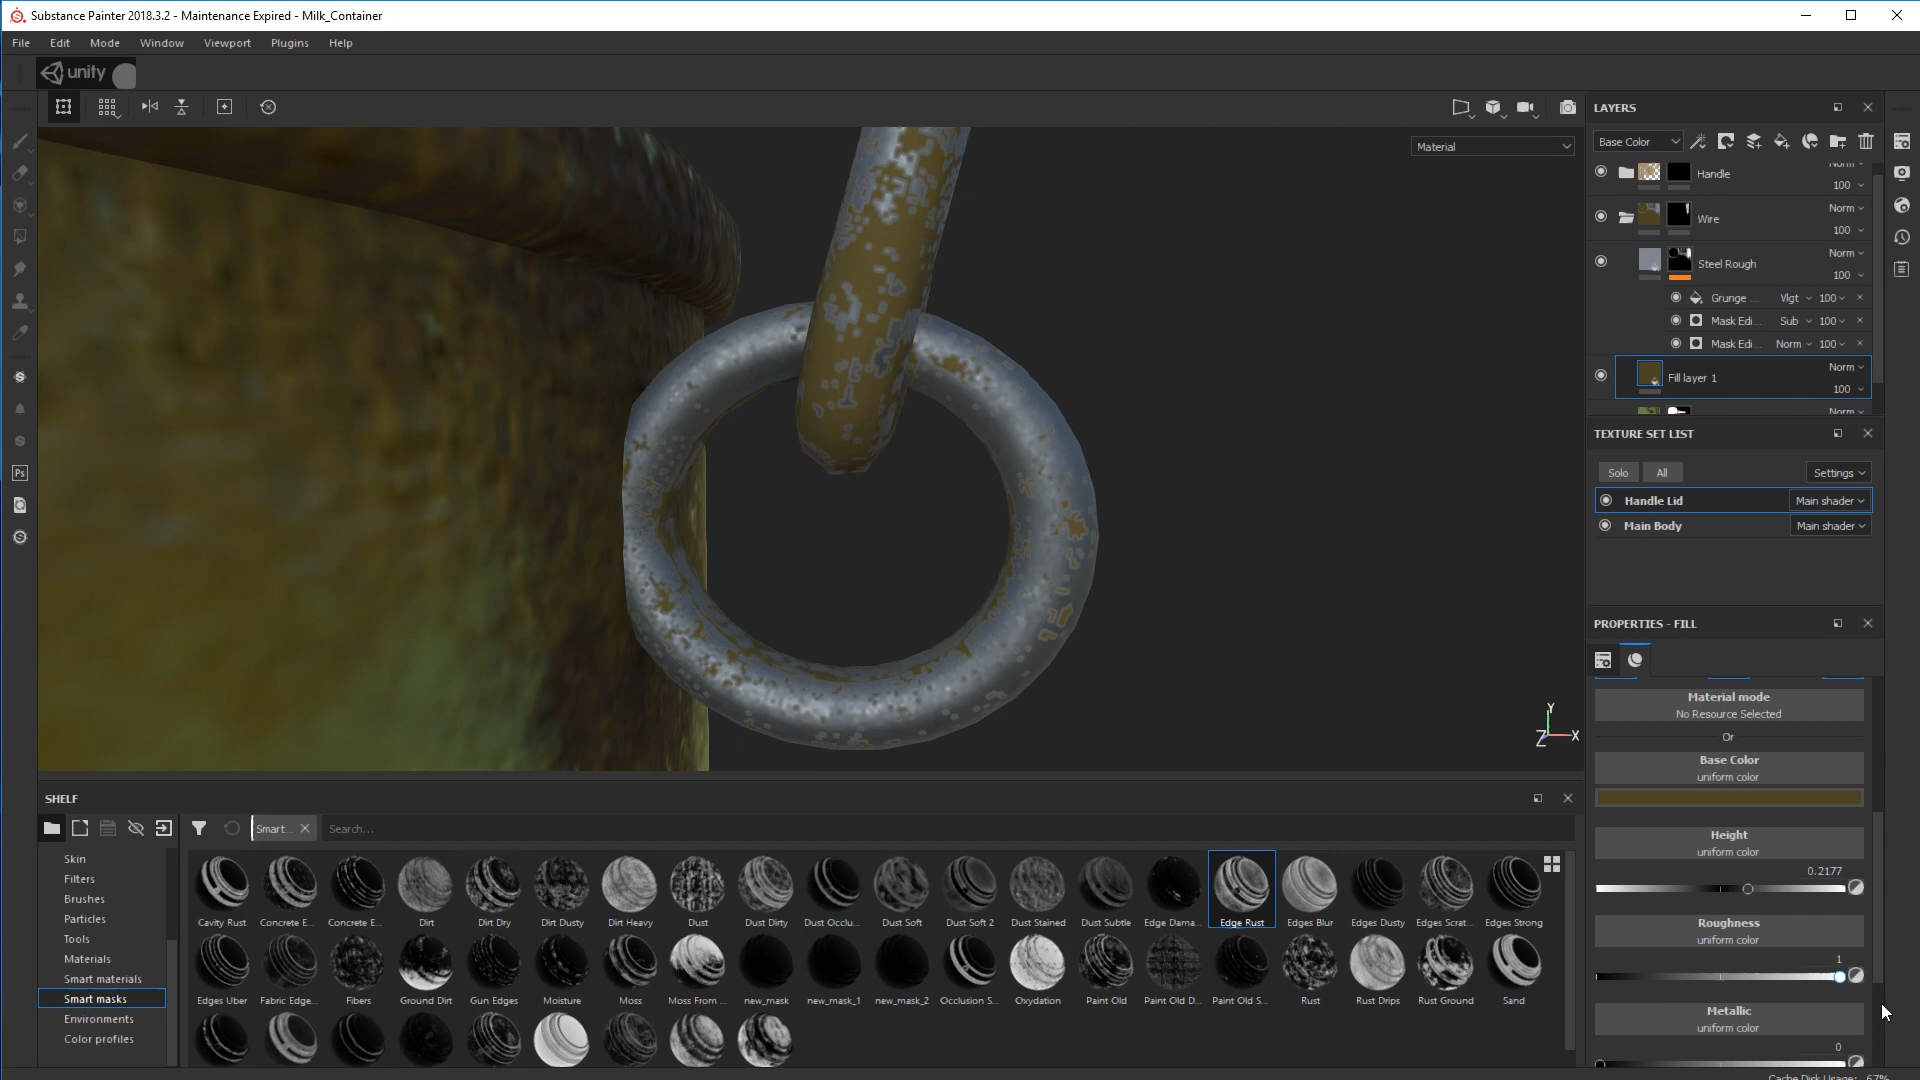 Substance Painter 2018.3.2 - Maintenance Expired - Milk_Container
File Edit Mode Window Viewport Plugins Help
unity
Material
LAYERS
Base Color
Handle
100
Wire Norm
100
Steel Rough Norm
100
Grunge ... Vlgt 100
Mask Edi... Sub 100
Mask Edi... Norm 100
Fill layer 1 Norm
100
Norm
TEXTURE SET LIST
Solo All Settings
Handle Lid Main shader
Main Body Main shader
PROPERTIES - FILL
Material mode
No Resource Selected
Or
Base Color
uniform color
Height
uniform color
0.2177
Roughness
uniform color
1
Metallic
uniform color
0
Cache Disk Usage: 67%
Ps
Y
Z X
SHELF
Smart... Search...
Skin
Filters
Brushes
Particles
Tools
Materials
Smart materials
Smart masks
Environments
Color profiles
Cavity Rust Concrete E... Concrete E... Dirt Dirt Dry Dirt Dusty Dirt Heavy Dust Dust Dirty Dust Occlu... Dust Soft Dust Soft 2 Dust Stained Dust Subtle Edge Dama... Edge Rust Edges Blur Edges Dusty Edges Scrat... Edges Strong
Edges Uber Fabric Edge... Fibers Ground Dirt Gun Edges Moisture Moss Moss From ... new_mask new_mask_1 new_mask_2 Occlusion S... Oxydation Paint Old Paint Old D... Paint Old S... Rust Rust Drips Rust Ground Sand